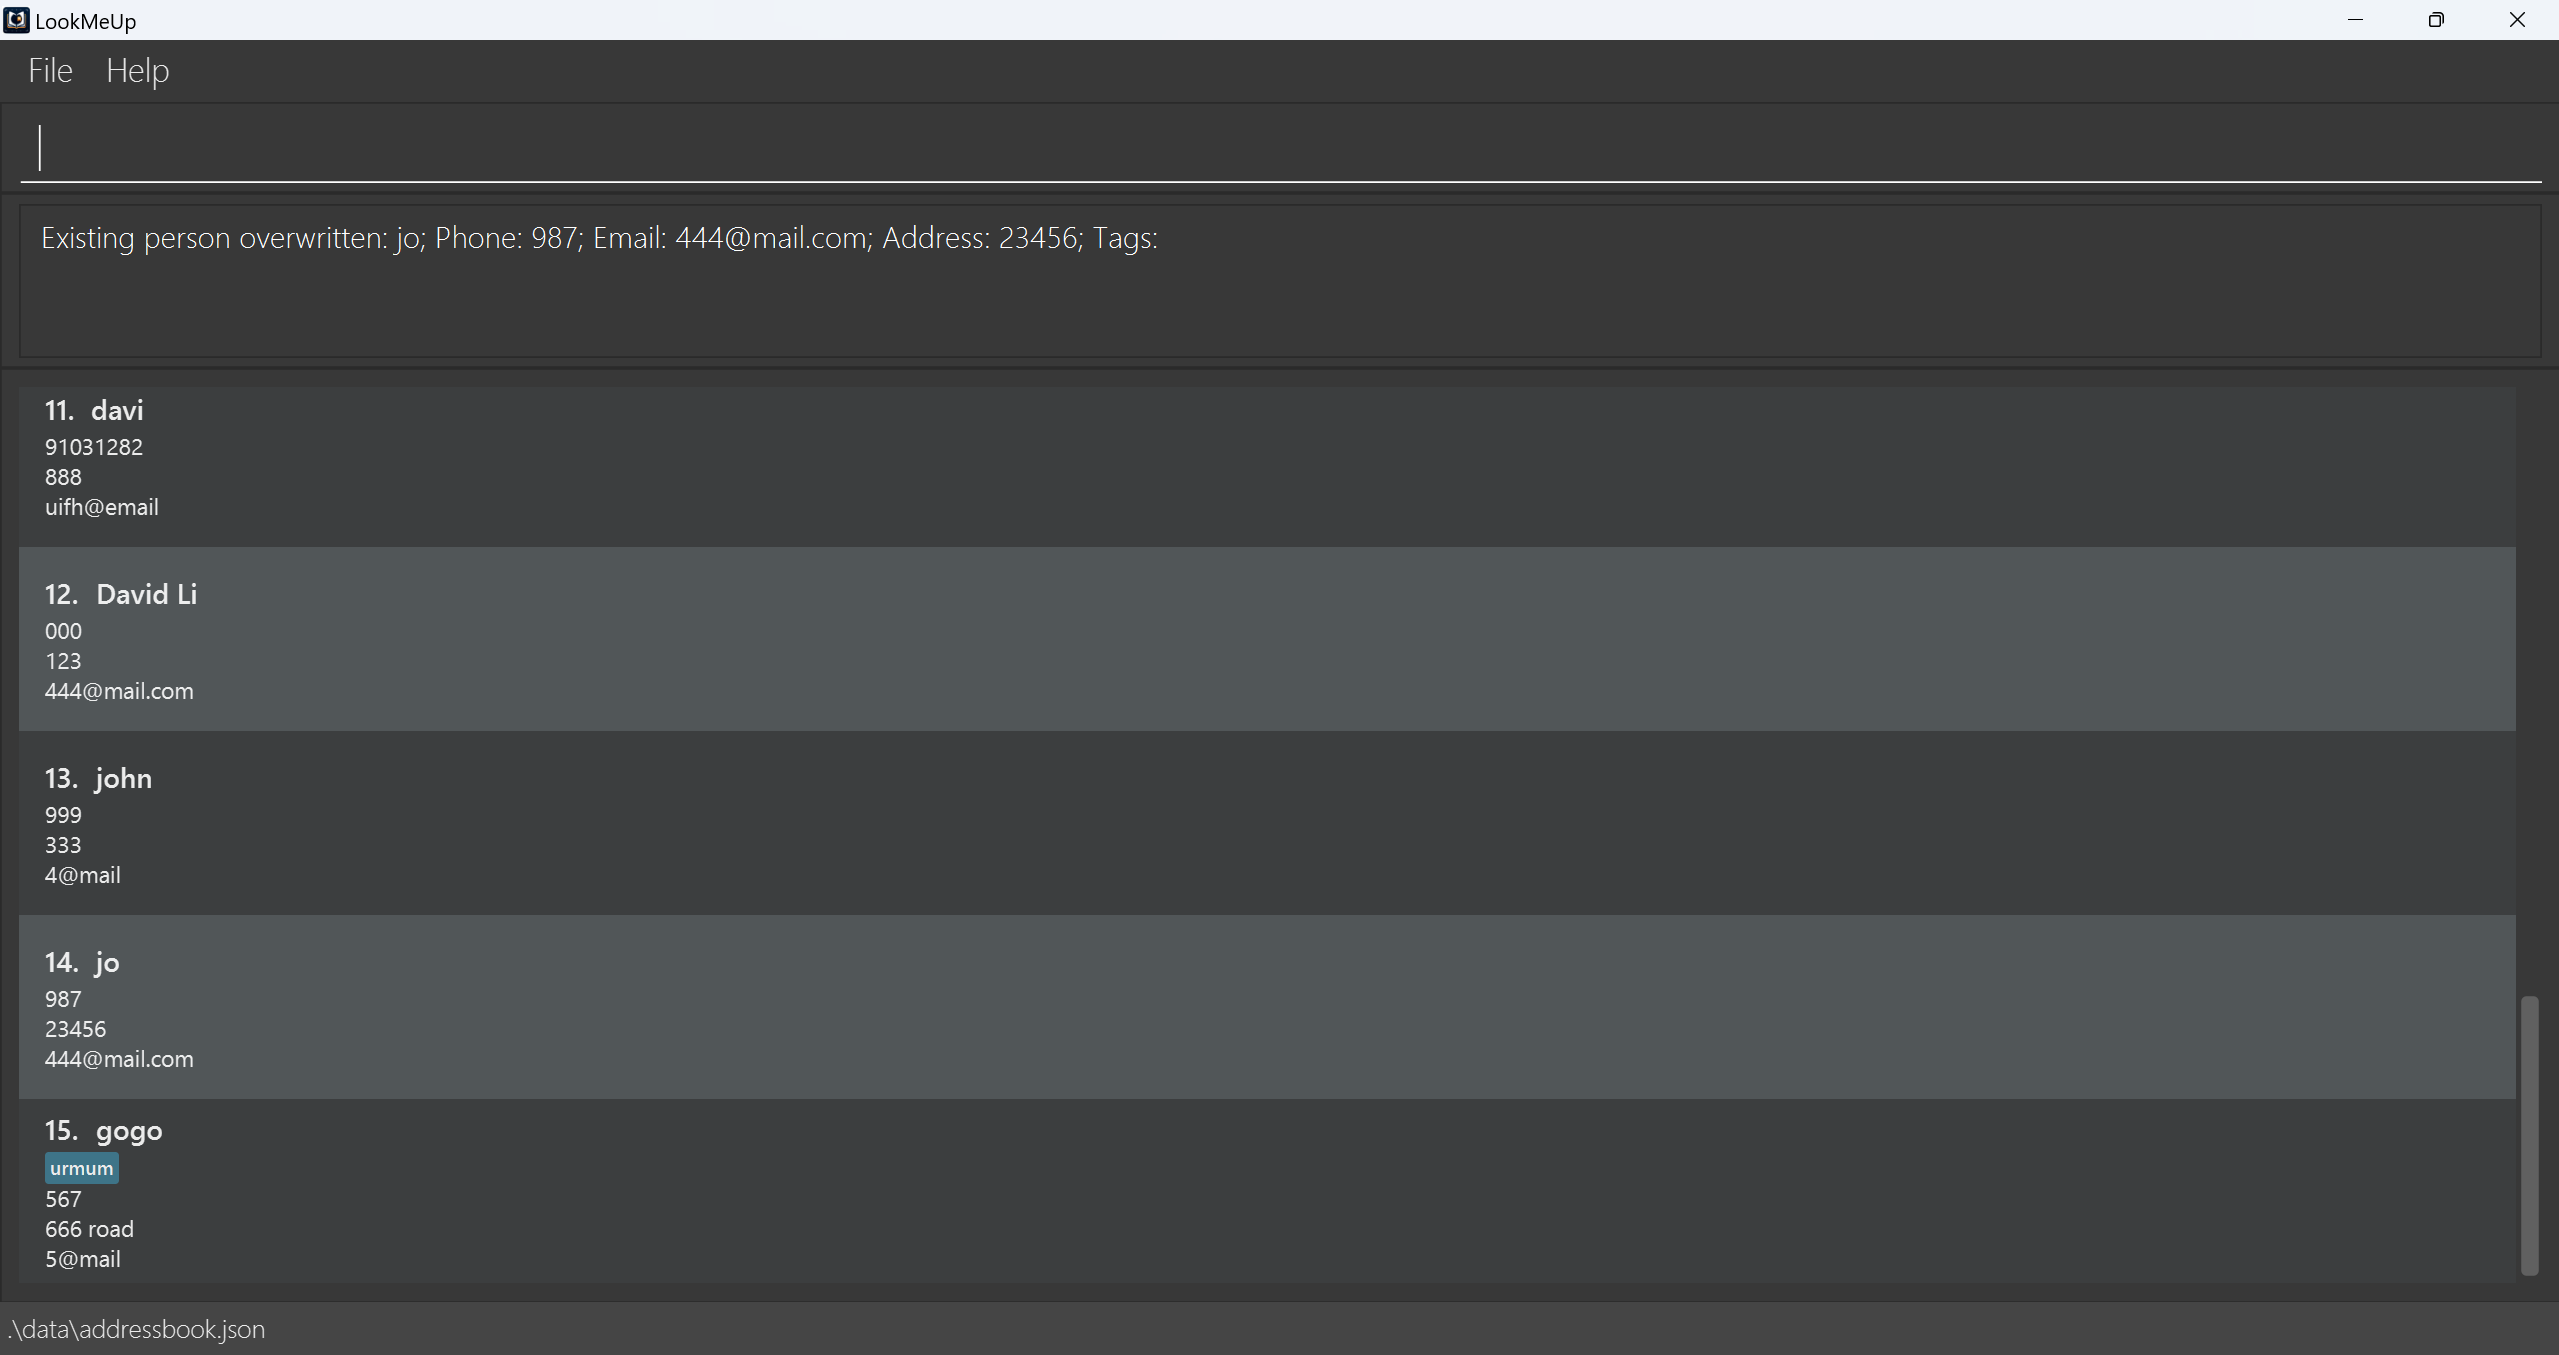 LookMeUp
File Help
Existing person overwritten: jo; Phone: 987; Email: 444@mail.com; Address: 23456; Tags:
11. davi
91031282
888
uifh@email
12. David Li
000
123
444@mail.com
13. john
999
333
4@mail
14. jo
987
23456
444@mail.com
15. gogo
urmum
567
666 road
5@mail
.\data\addressbook.json